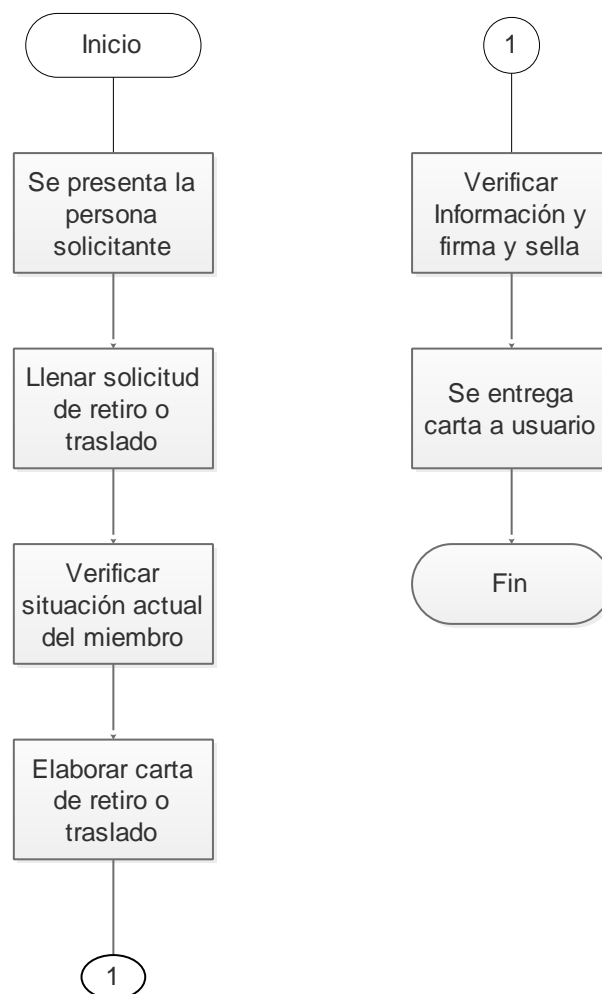 Inicio
Se presenta la
persona
solicitante
Llenar solicitud
de retiro o
traslado
Verificar
situación actual
del miembro
Elaborar carta
de retiro o
traslado
1
1
Verificar
Información y
firma y sella
Se entrega
carta a usuario
Fin